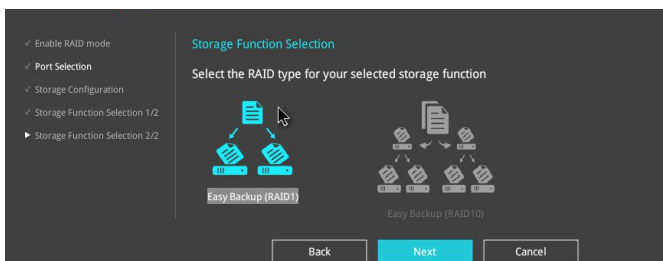 ✓ Enable RAID mode
✓ Port Selection
✓ Storage Configuration
✓ Storage Function Selection 1/2
► Storage Function Selection 2/2
Storage Function Selection
Select the RAID type for your selected storage function
Easy Backup (RAID1)
Easy Backup (RAID10)
Back
Next
Cancel